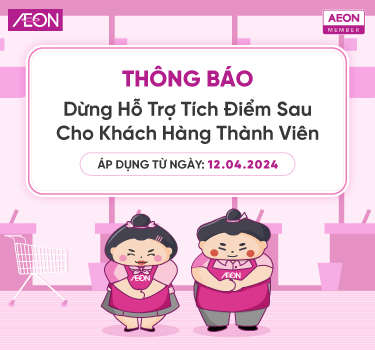 ÆON
AEON
MEMBER
THÔNG BÁO
Dừng Hỗ Trợ Tích Điểm Sau
Cho Khách Hàng Thành Viên
ÁP DỤNG TỪ NGÀY: 12.04.2024
ÆON
ÆON